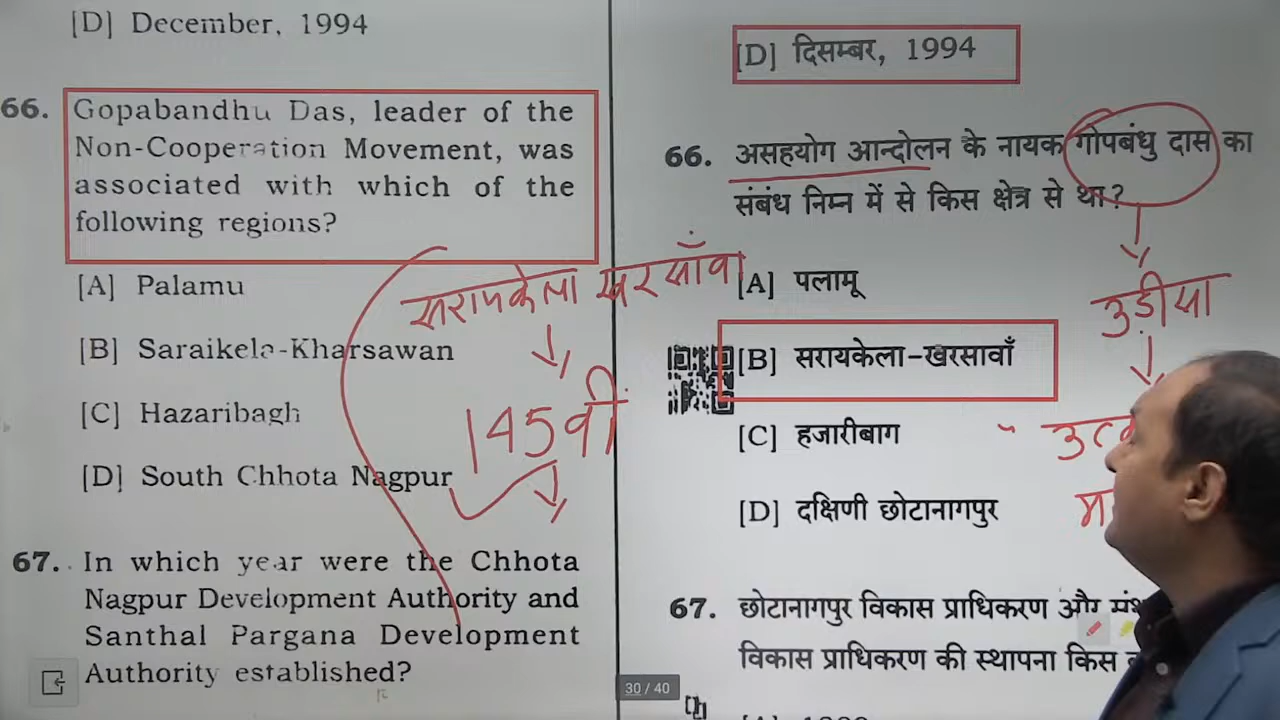 [D] December, 1994
66. Gopabandhu Das, leader of the
Non-Cooperation Movement, was
associated with which of the
following regions?
[A] Palamu
[B] Saraikela-Kharsawan
[C] Hazaribagh
[D] South Chhota Nagpur
67. In which year were the Chhota
Nagpur Development Authority and
Santhal Pargana Development
Authority established?
सरायकेला खरसाँवा
145वीं
[D] दिसम्बर, 1994
66. असहयोग आन्दोलन के नायक गोपबंधु दास का
संबंध निम्न में से किस क्षेत्र से था?
[A] पलामू
[B] सरायकेला-खरसावाँ
[C] हजारीबाग
[D] दक्षिणी छोटानागपुर
उड़ीसा
67. छोटानागपुर विकास प्राधिकरण और
विकास प्राधिकरण की स्थापना किस
30 / 40